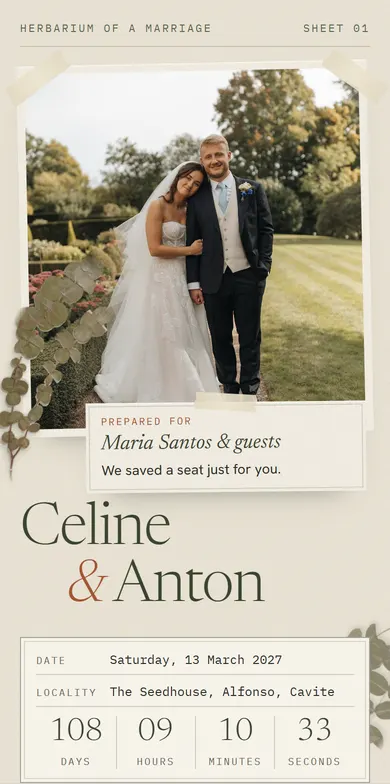 HERBARIUM OF A MARRIAGE SHEET 01
PREPARED FOR
Maria Santos & guests
We saved a seat just for you.
Celine
& Anton
DATE Saturday, 13 March 2027
LOCALITY The Seedhouse, Alfonso, Cavite
108 09 10 33
DAYS HOURS MINUTES SECONDS